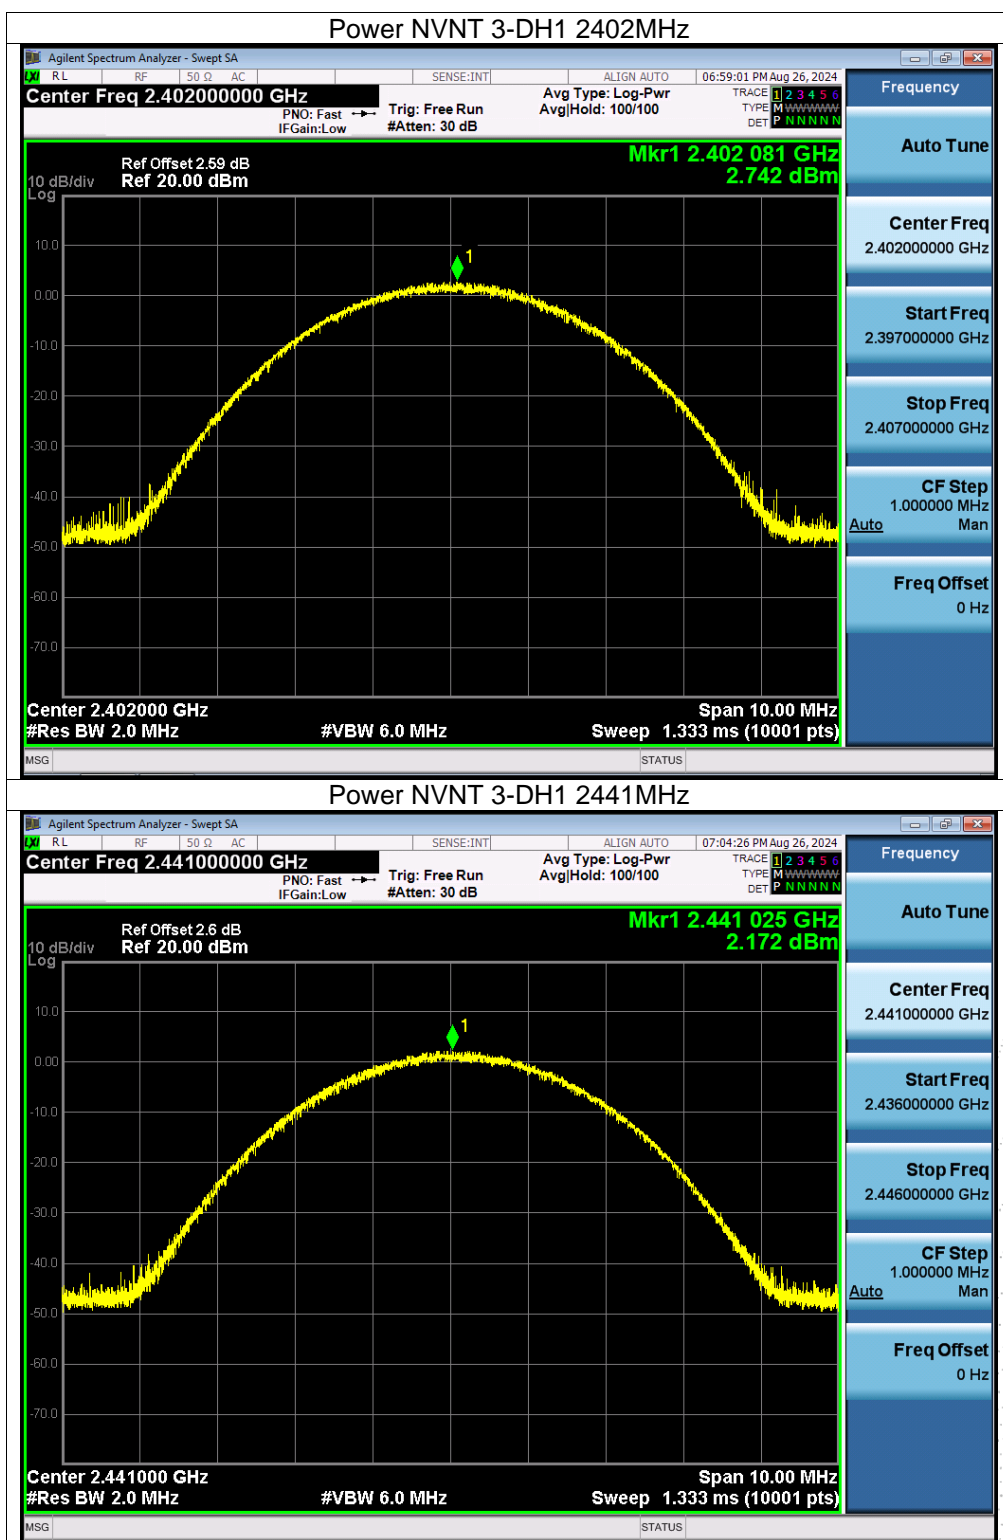 Power NVNT 3-DH1 2402MHz
Agilent Spectrum Analyzer - Swept SA
LXI RL RF 50 Ω AC SENSE:INT ALIGN AUTO 06:59:01 PM Aug 26, 2024
Center Freq 2.402000000 GHz
PNO: Fast
IFGain:Low
Trig: Free Run
#Atten: 30 dB
Avg Type: Log-Pwr
Avg|Hold: 100/100
TRACE 1 2 3 4 5 6
TYPE M WWWWW
DET P N N N N N
Frequency
Mkr1 2.402 081 GHz
2.742 dBm
Ref Offset 2.59 dB
10 dB/div Ref 20.00 dBm
Log
10.0
0.00
-10.0
-20.0
-30.0
-40.0
-50.0
-60.0
-70.0
1
Auto Tune
Center Freq
2.402000000 GHz
Start Freq
2.397000000 GHz
Stop Freq
2.407000000 GHz
CF Step
1.000000 MHz
Auto Man
Freq Offset
0 Hz
Center 2.402000 GHz Span 10.00 MHz
#Res BW 2.0 MHz #VBW 6.0 MHz Sweep 1.333 ms (10001 pts)
MSG STATUS
Power NVNT 3-DH1 2441MHz
Agilent Spectrum Analyzer - Swept SA
LXI RL RF 50 Ω AC SENSE:INT ALIGN AUTO 07:04:26 PM Aug 26, 2024
Center Freq 2.441000000 GHz
PNO: Fast
IFGain:Low
Trig: Free Run
#Atten: 30 dB
Avg Type: Log-Pwr
Avg|Hold: 100/100
TRACE 1 2 3 4 5 6
TYPE M WWWWW
DET P N N N N N
Frequency
Mkr1 2.441 025 GHz
2.172 dBm
Ref Offset 2.6 dB
10 dB/div Ref 20.00 dBm
Log
10.0
0.00
-10.0
-20.0
-30.0
-40.0
-50.0
-60.0
-70.0
1
Auto Tune
Center Freq
2.441000000 GHz
Start Freq
2.436000000 GHz
Stop Freq
2.446000000 GHz
CF Step
1.000000 MHz
Auto Man
Freq Offset
0 Hz
Center 2.441000 GHz Span 10.00 MHz
#Res BW 2.0 MHz #VBW 6.0 MHz Sweep 1.333 ms (10001 pts)
MSG STATUS